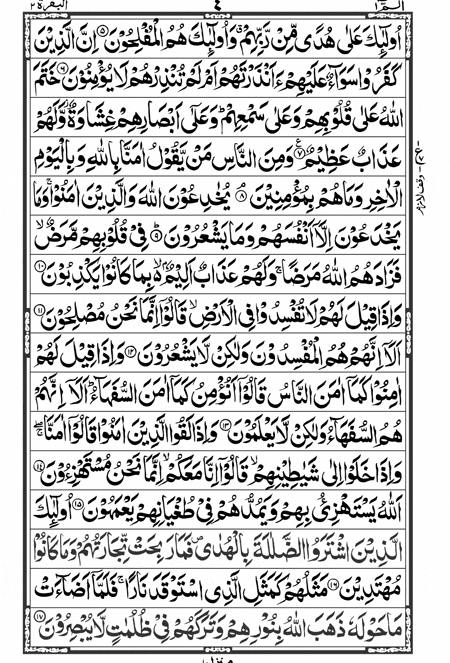 البقرة ٢ ٤ الٓمّٓ ١
اُولٰٓئِكَ عَلٰى هُدًى مِّنْ رَّبِّهِمْ ۗ وَاُولٰٓئِكَ هُمُ الْمُفْلِحُوْنَ ۝٥ اِنَّ الَّذِيْنَ
كَفَرُوْا سَوَآءٌ عَلَيْهِمْ ءَاَنْذَرْتَهُمْ اَمْ لَمْ تُنْذِرْهُمْ لَا يُؤْمِنُوْنَ ۝٦ خَتَمَ
اللّٰهُ عَلٰى قُلُوْبِهِمْ وَعَلٰى سَمْعِهِمْ ؕ وَعَلٰٓى اَبْصَارِهِمْ غِشَاوَةٌ وَّلَهُمْ
عَذَابٌ عَظِيْمٌ ۝٧ وَمِنَ النَّاسِ مَنْ يَّقُوْلُ اٰمَنَّا بِاللّٰهِ وَبِالْيَوْمِ
الْاٰخِرِ وَمَا هُمْ بِمُؤْمِنِيْنَ ۝٨ يُخٰدِعُوْنَ اللّٰهَ وَالَّذِيْنَ اٰمَنُوْا ۚ وَمَا
يَخْدَعُوْنَ اِلَّآ اَنْفُسَهُمْ وَمَا يَشْعُرُوْنَ ۝٩ فِيْ قُلُوْبِهِمْ مَّرَضٌ ۙ
فَزَادَهُمُ اللّٰهُ مَرَضًا ۚ وَلَهُمْ عَذَابٌ اَلِيْمٌۢ ۙ بِمَا كَانُوْا يَكْذِبُوْنَ ۝١٠
وَاِذَا قِيْلَ لَهُمْ لَا تُفْسِدُوْا فِى الْاَرْضِ ۙ قَالُوْٓا اِنَّمَا نَحْنُ مُصْلِحُوْنَ ۝١١
اَلَآ اِنَّهُمْ هُمُ الْمُفْسِدُوْنَ وَلٰكِنْ لَّا يَشْعُرُوْنَ ۝١٢ وَاِذَا قِيْلَ لَهُمْ
اٰمِنُوْا كَمَآ اٰمَنَ النَّاسُ قَالُوْٓا اَنُؤْمِنُ كَمَآ اٰمَنَ السُّفَهَآءُ ؕ اَلَآ اِنَّهُمْ
هُمُ السُّفَهَآءُ وَلٰكِنْ لَّا يَعْلَمُوْنَ ۝١٣ وَاِذَا لَقُوا الَّذِيْنَ اٰمَنُوْا قَالُوْٓا اٰمَنَّا ۖ
وَاِذَا خَلَوْا اِلٰى شَيٰطِيْنِهِمْ ۙ قَالُوْٓا اِنَّا مَعَكُمْ ۙ اِنَّمَا نَحْنُ مُسْتَهْزِءُوْنَ ۝١٤
اَللّٰهُ يَسْتَهْزِئُ بِهِمْ وَيَمُدُّهُمْ فِيْ طُغْيَانِهِمْ يَعْمَهُوْنَ ۝١٥ اُولٰٓئِكَ
الَّذِيْنَ اشْتَرَوُا الضَّلٰلَةَ بِالْهُدٰى ۠ فَمَا رَبِحَتْ تِّجَارَتُهُمْ وَمَا كَانُوْا
مُهْتَدِيْنَ ۝١٦ مَثَلُهُمْ كَمَثَلِ الَّذِى اسْتَوْقَدَ نَارًا ۚ فَلَمَّآ اَضَآءَتْ
مَا حَوْلَهٗ ذَهَبَ اللّٰهُ بِنُوْرِهِمْ وَتَرَكَهُمْ فِيْ ظُلُمٰتٍ لَّا يُبْصِرُوْنَ ۝١٧
وقف لازم